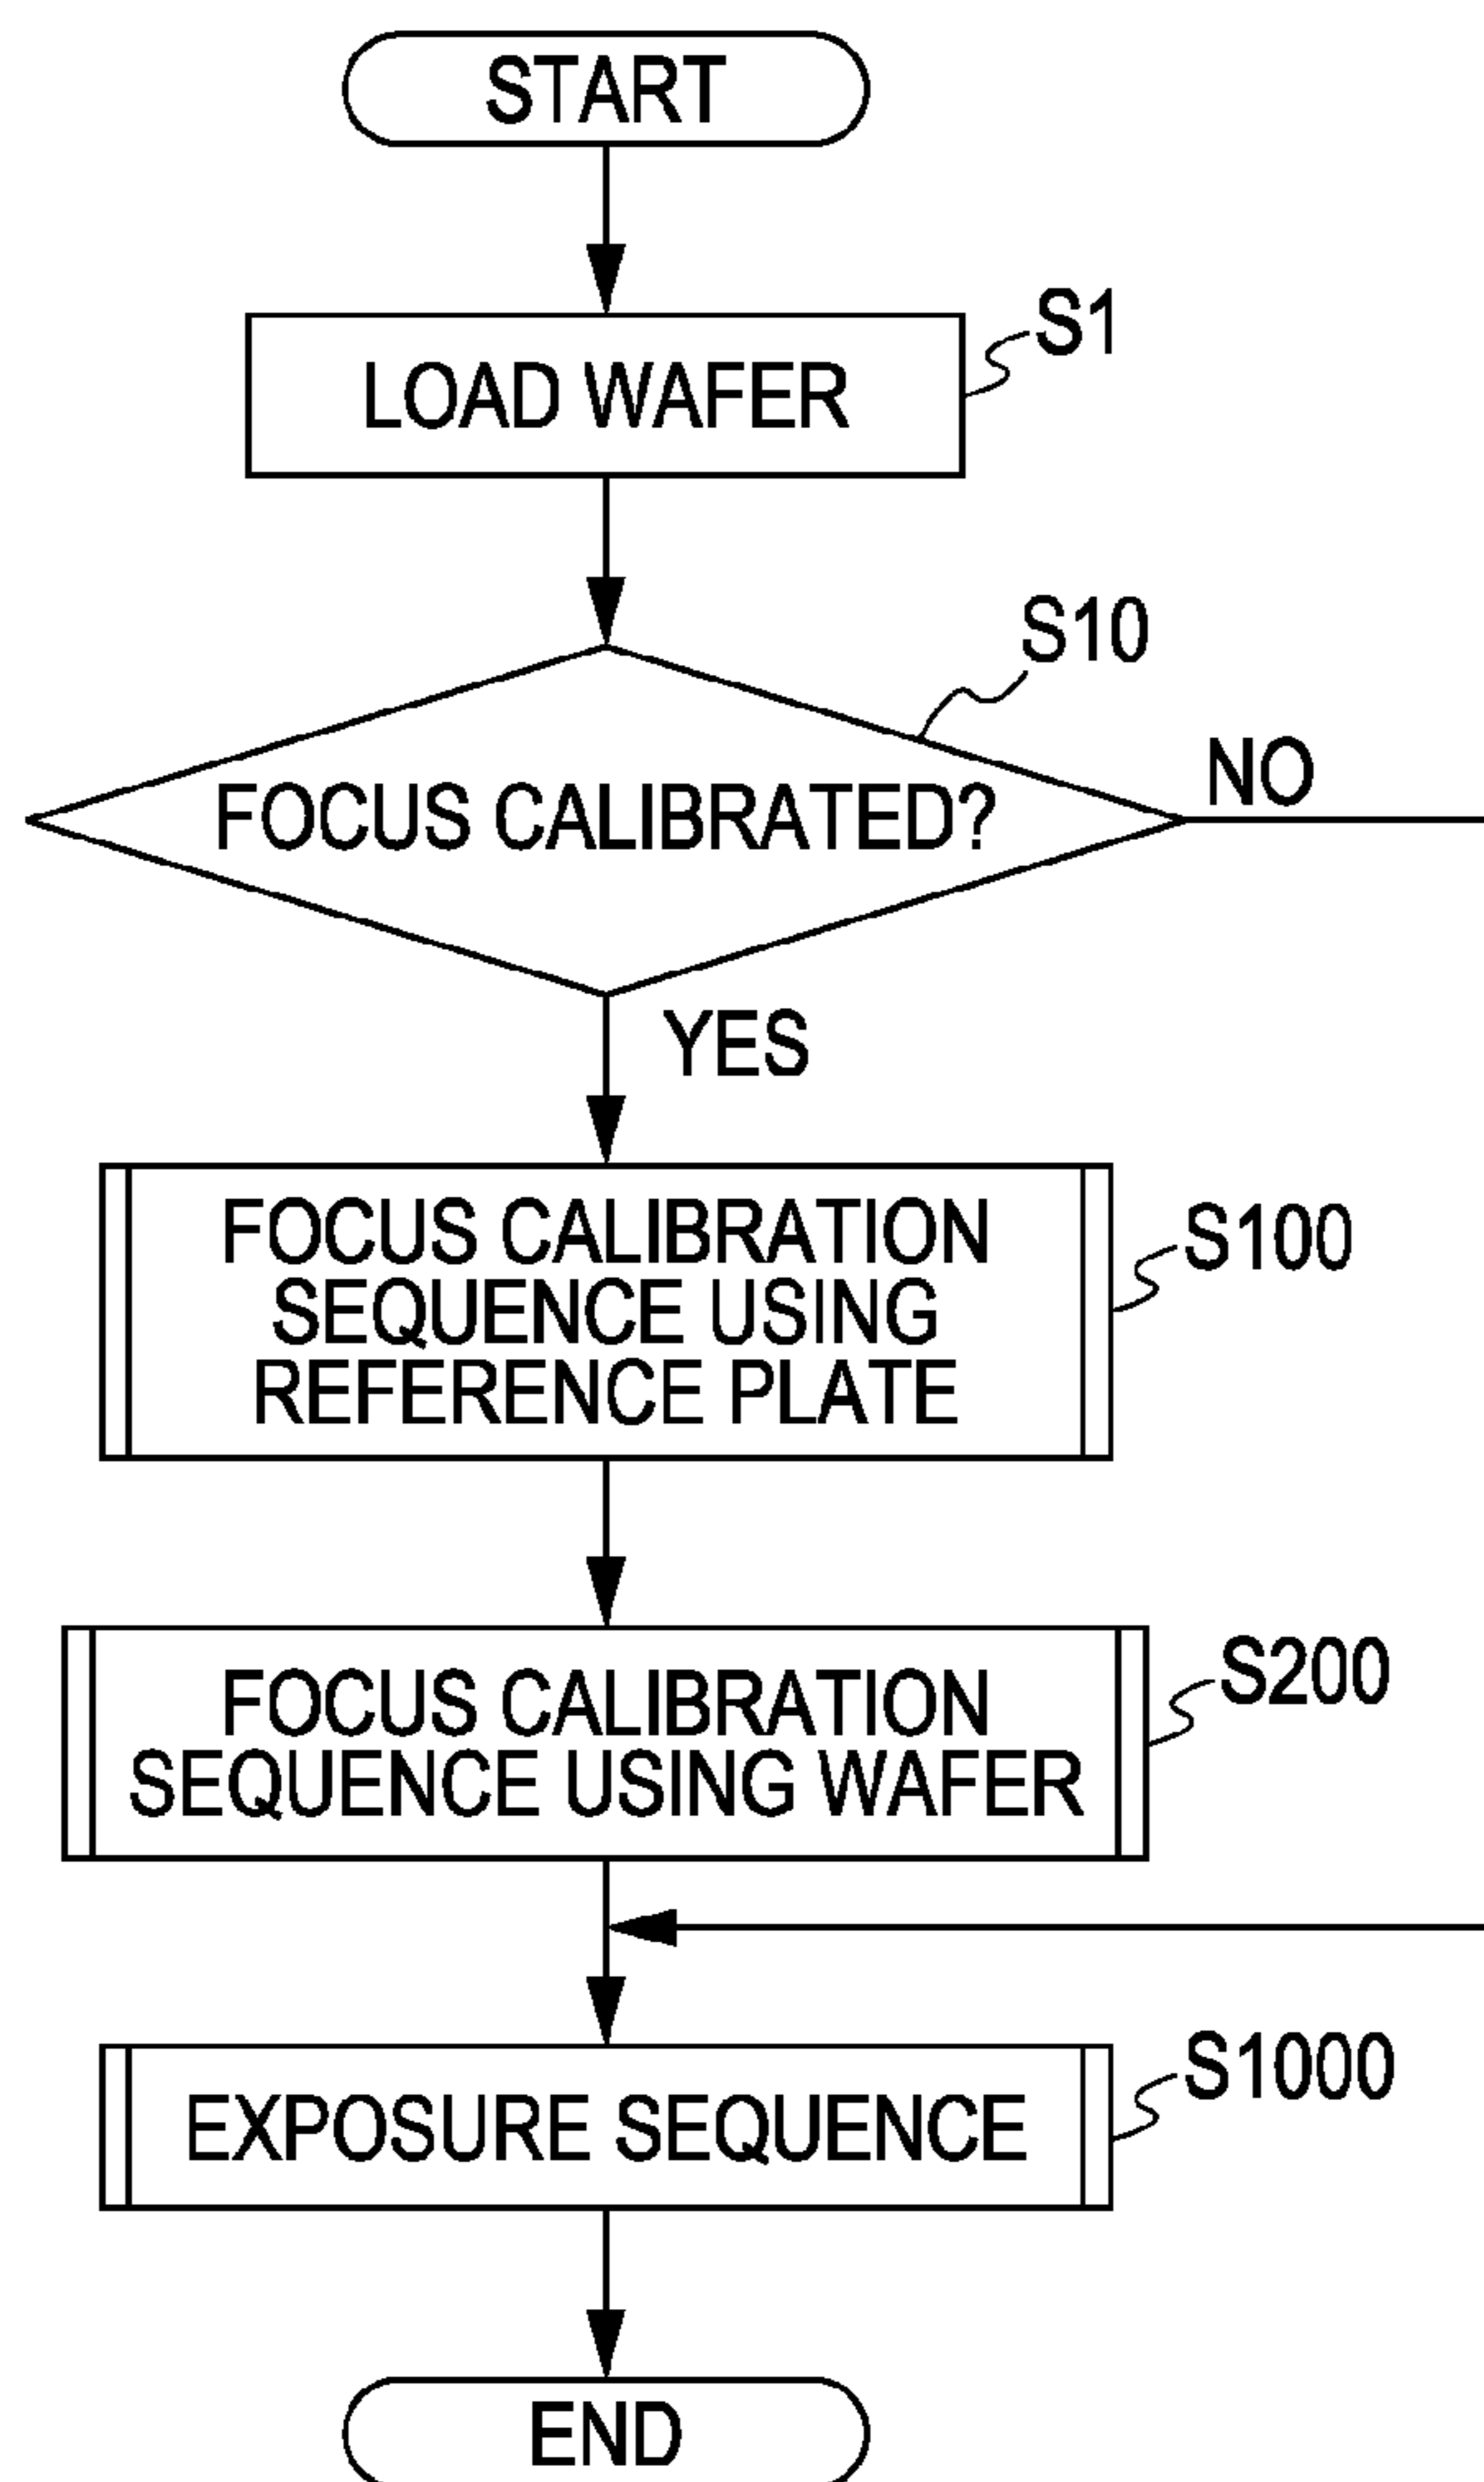 START
LOAD WAFER
S1
S10
FOCUS CALIBRATED?
NO
YES
FOCUS CALIBRATION
SEQUENCE USING
REFERENCE PLATE
S100
FOCUS CALIBRATION
SEQUENCE USING WAFER
S200
EXPOSURE SEQUENCE
S1000
END